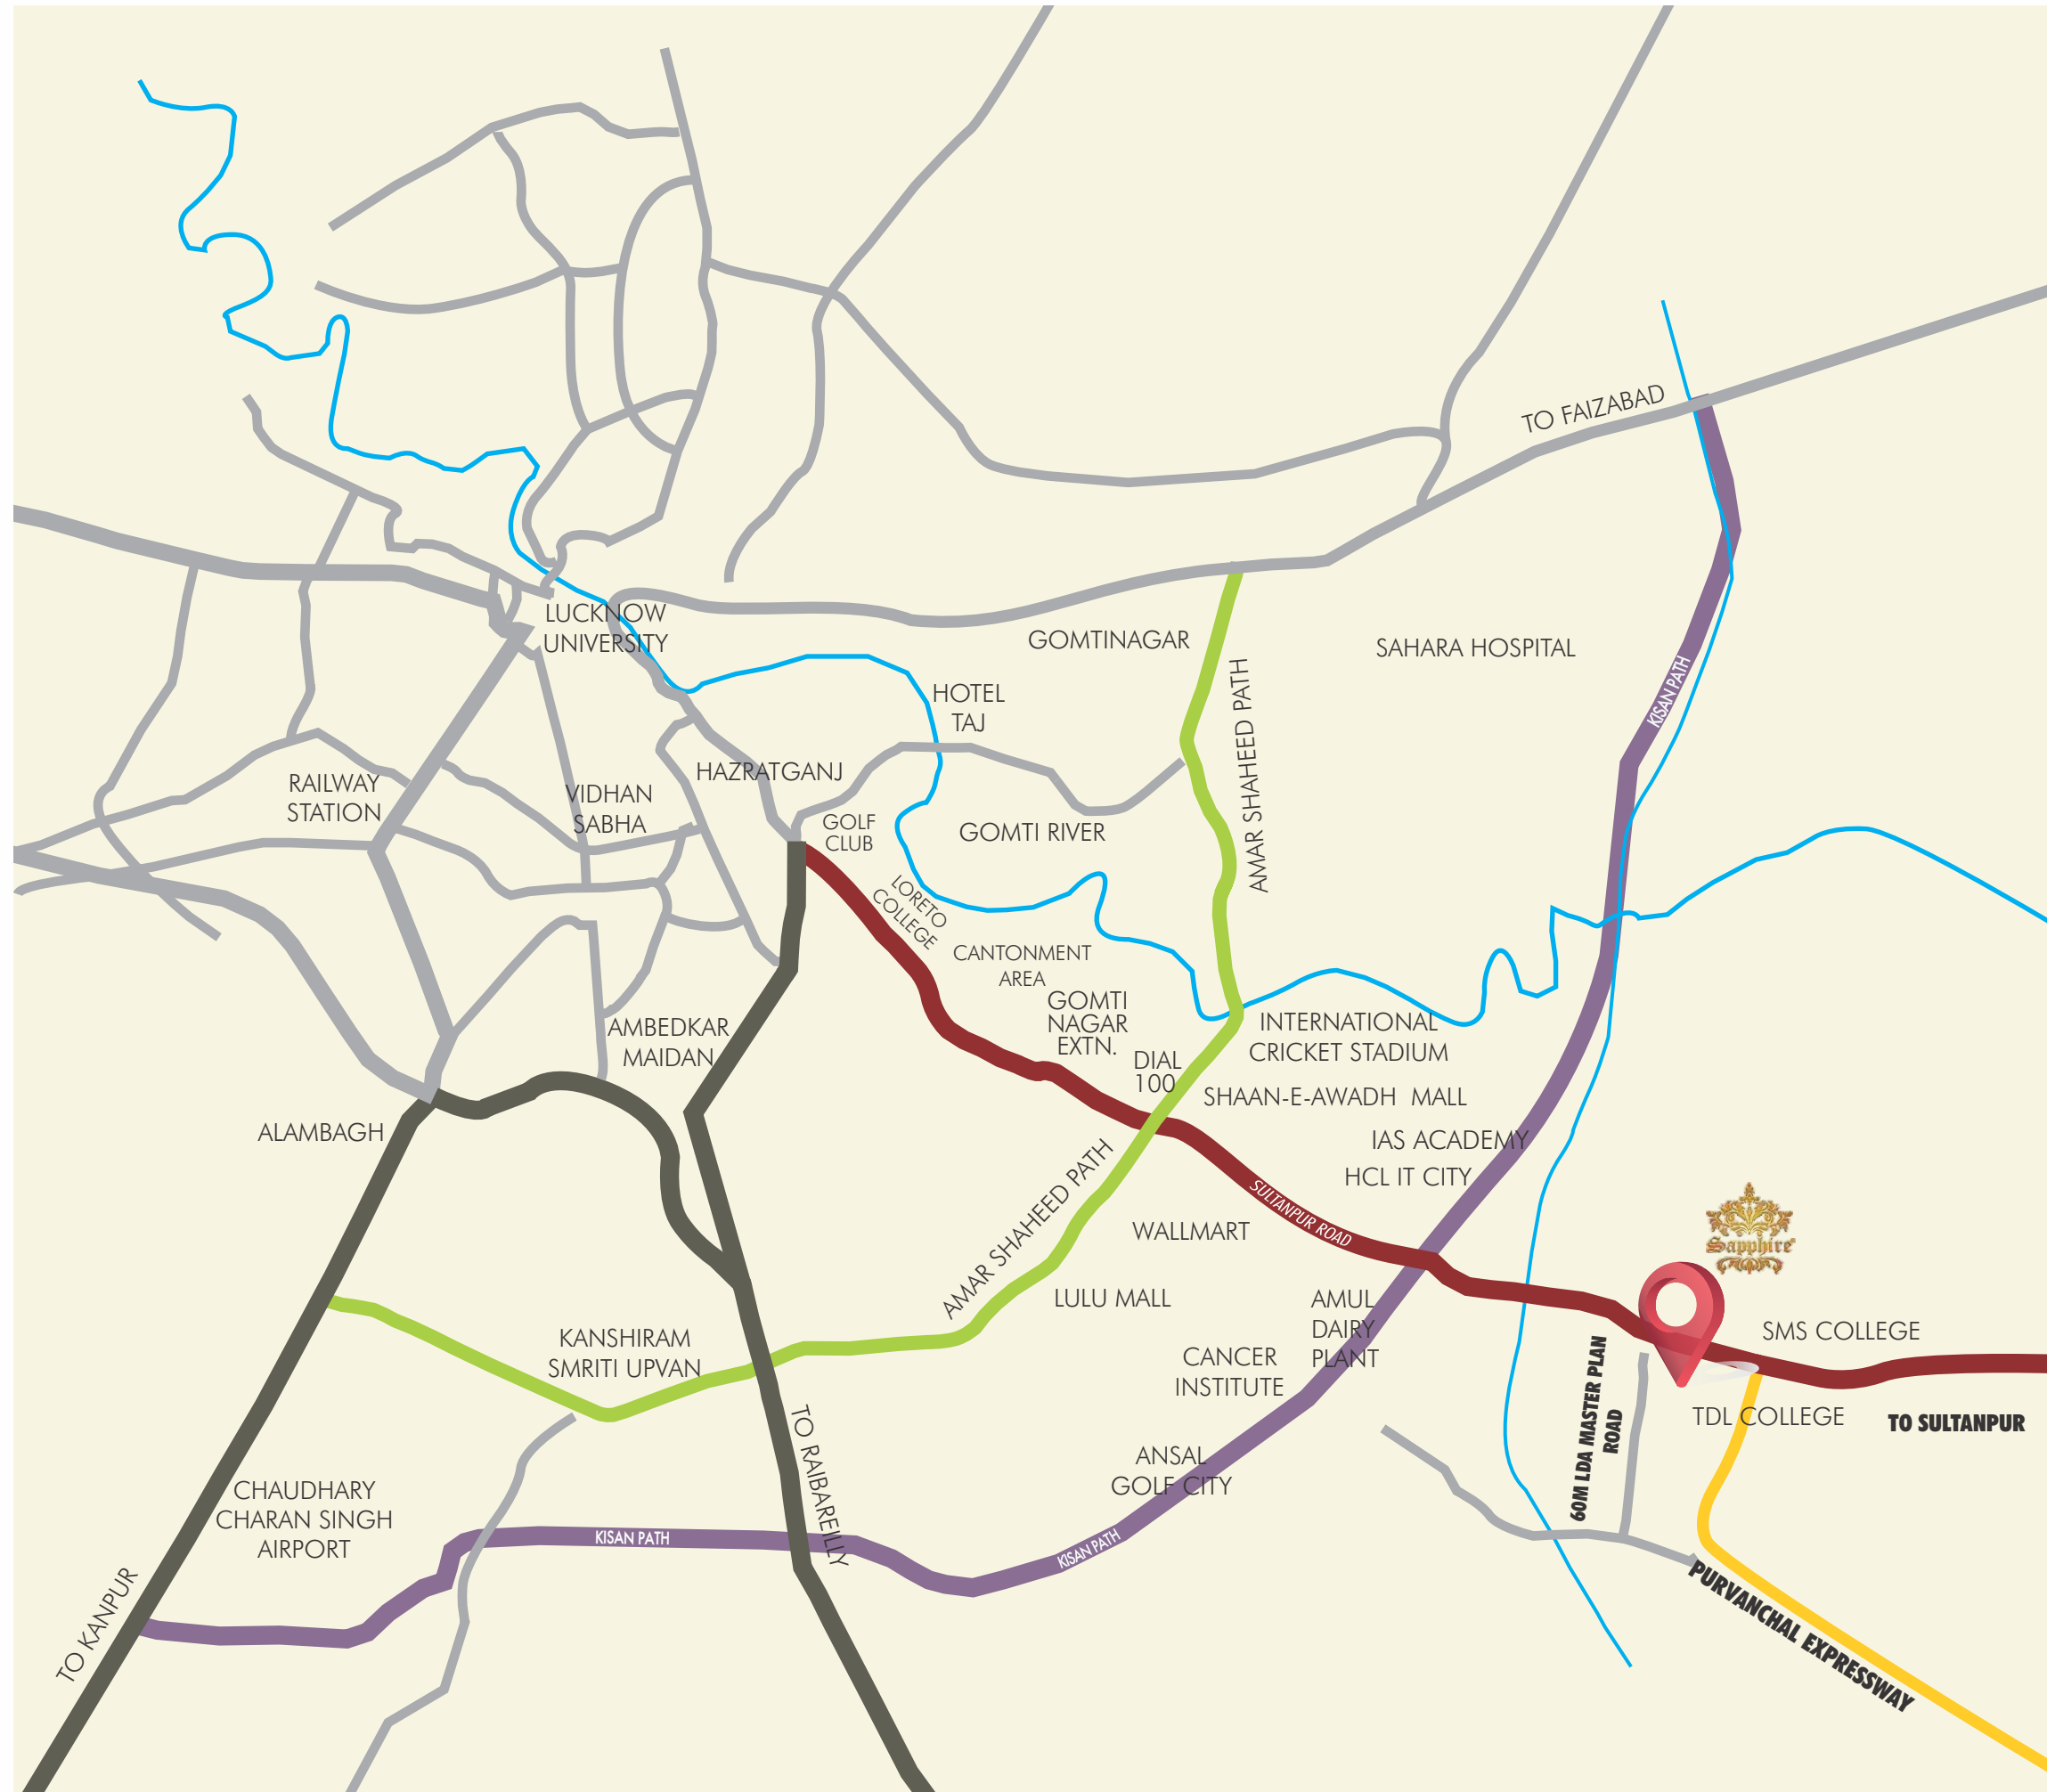 TO FAIZABAD
LUCKNOW
UNIVERSITY
GOMTINAGAR
SAHARA HOSPITAL
KISAN PATH
HOTEL
TAJ
AMAR SHAHEED PATH
HAZRATGANJ
RAILWAY
STATION
VIDHAN
SABHA
GOLF
CLUB
GOMTI RIVER
LORETO
COLLEGE
CANTONMENT
AREA
GOMTI
NAGAR
EXTN.
AMBEDKAR
MAIDAN
INTERNATIONAL
CRICKET STADIUM
DIAL
100
SHAAN-E-AWADH MALL
ALAMBAGH
IAS ACADEMY
HCL IT CITY
AMAR SHAHEED PATH
SULTANPUR ROAD
WALLMART
Sapphire
LULU MALL
AMUL
DAIRY
PLANT
KANSHIRAM
SMRITI UPVAN
CANCER
INSTITUTE
SMS COLLEGE
60M LDA MASTER PLAN
ROAD
TDL COLLEGE
TO SULTANPUR
TO RAIBAREILLY
ANSAL
GOLF CITY
CHAUDHARY
CHARAN SINGH
AIRPORT
KISAN PATH
KISAN PATH
TO KANPUR
PURVANCHAL EXPRESSWAY